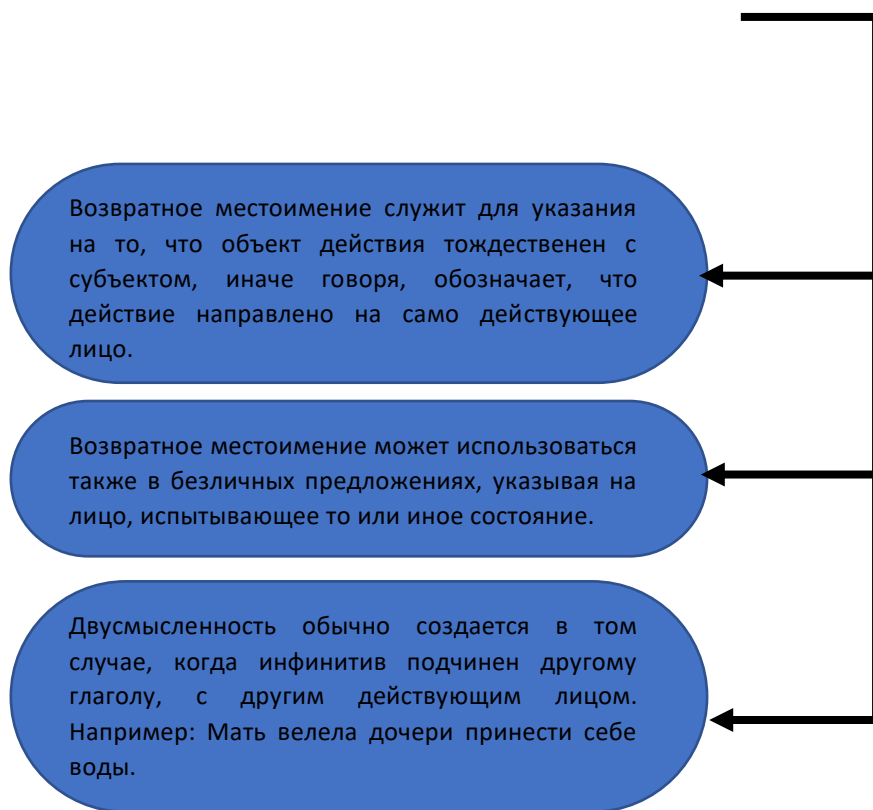 Возвратное местоимение служит для указания
на то, что объект действия тождественен с
субъектом, иначе говоря, обозначает, что
действие направлено на само действующее
лицо.
Возвратное местоимение может использоваться
также в безличных предложениях, указывая на
лицо, испытывающее то или иное состояние.
Двусмысленность обычно создается в том
случае, когда инфинитив подчинен другому
глаголу, с другим действующим лицом.
Например: Мать велела дочери принести себе
воды.